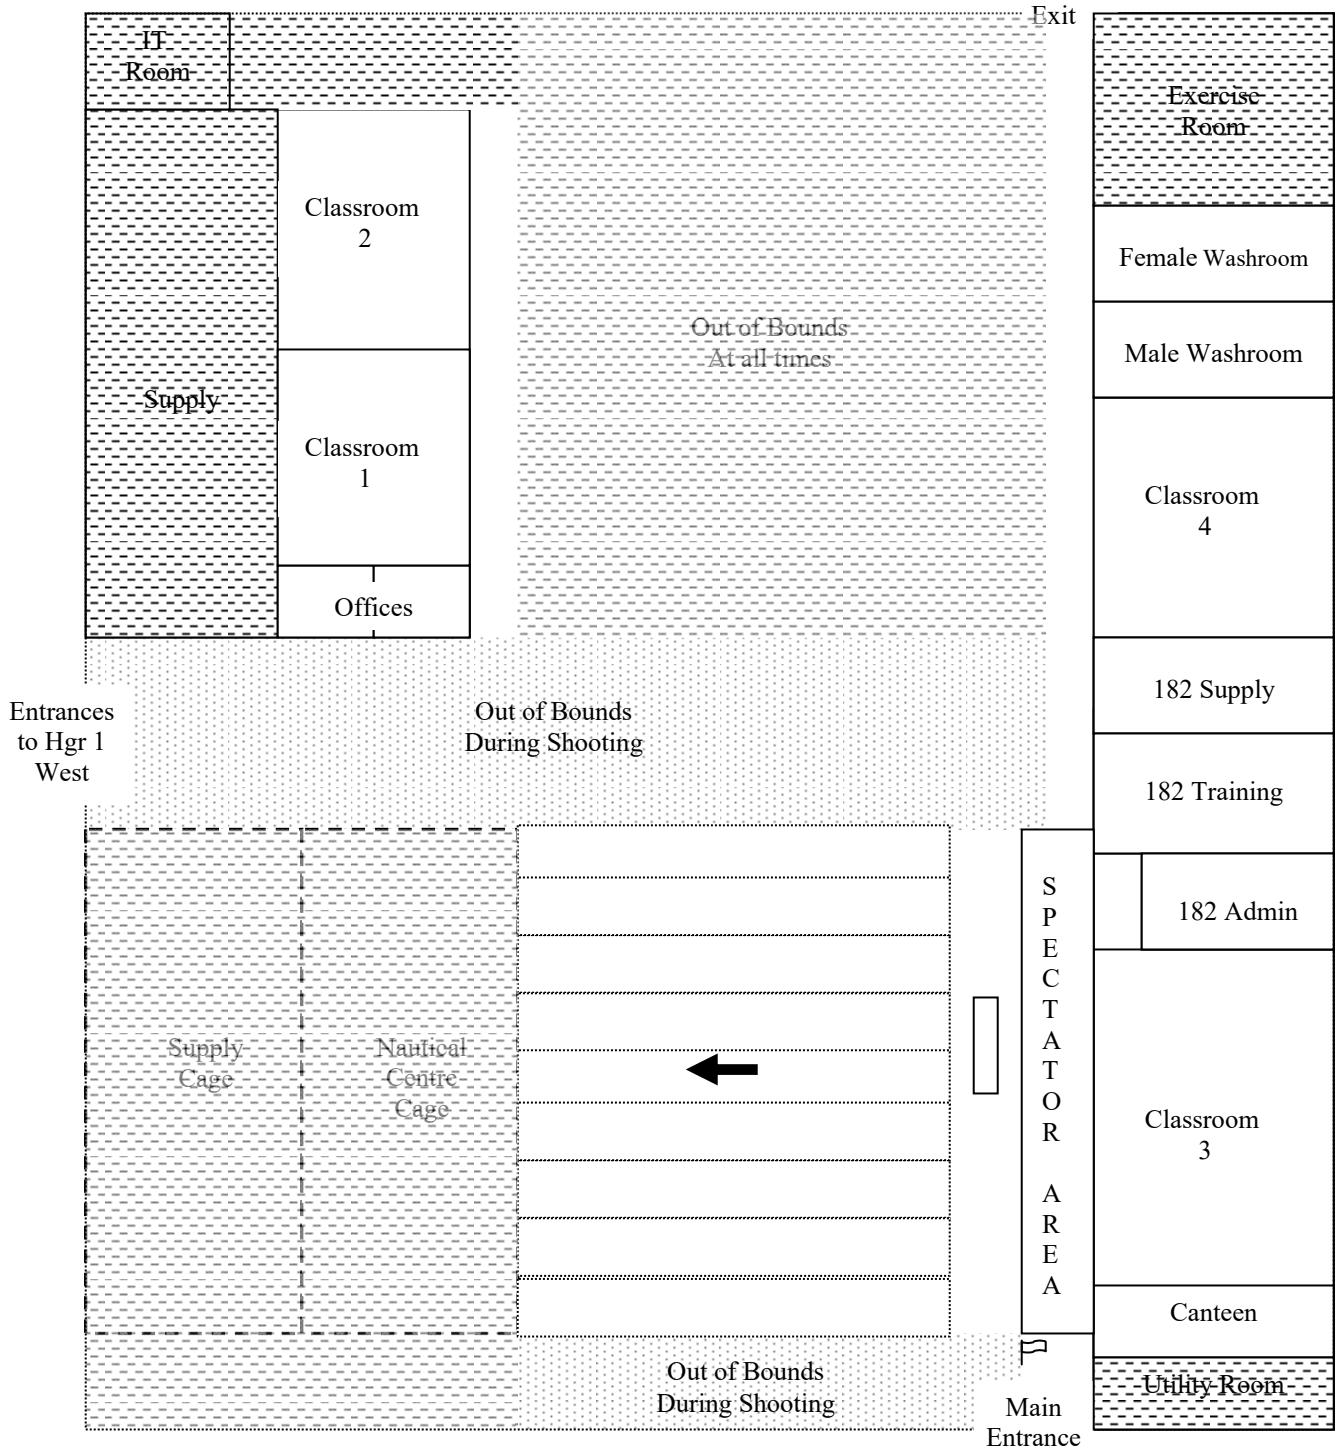 Exit
IT
Room
Exercise
Room
Classroom
2
Female Washroom
Out of Bounds
At all times
Male Washroom
Supply
Classroom
1
Classroom
4
Offices
182 Supply
Entrances
to Hgr 1
West
Out of Bounds
During Shooting
182 Training
182 Admin
SPECTATOR AREA
Supply
Cage
Nautical
Centre
Cage
Classroom
3
Canteen
Out of Bounds
During Shooting
Utility Room
Main
Entrance